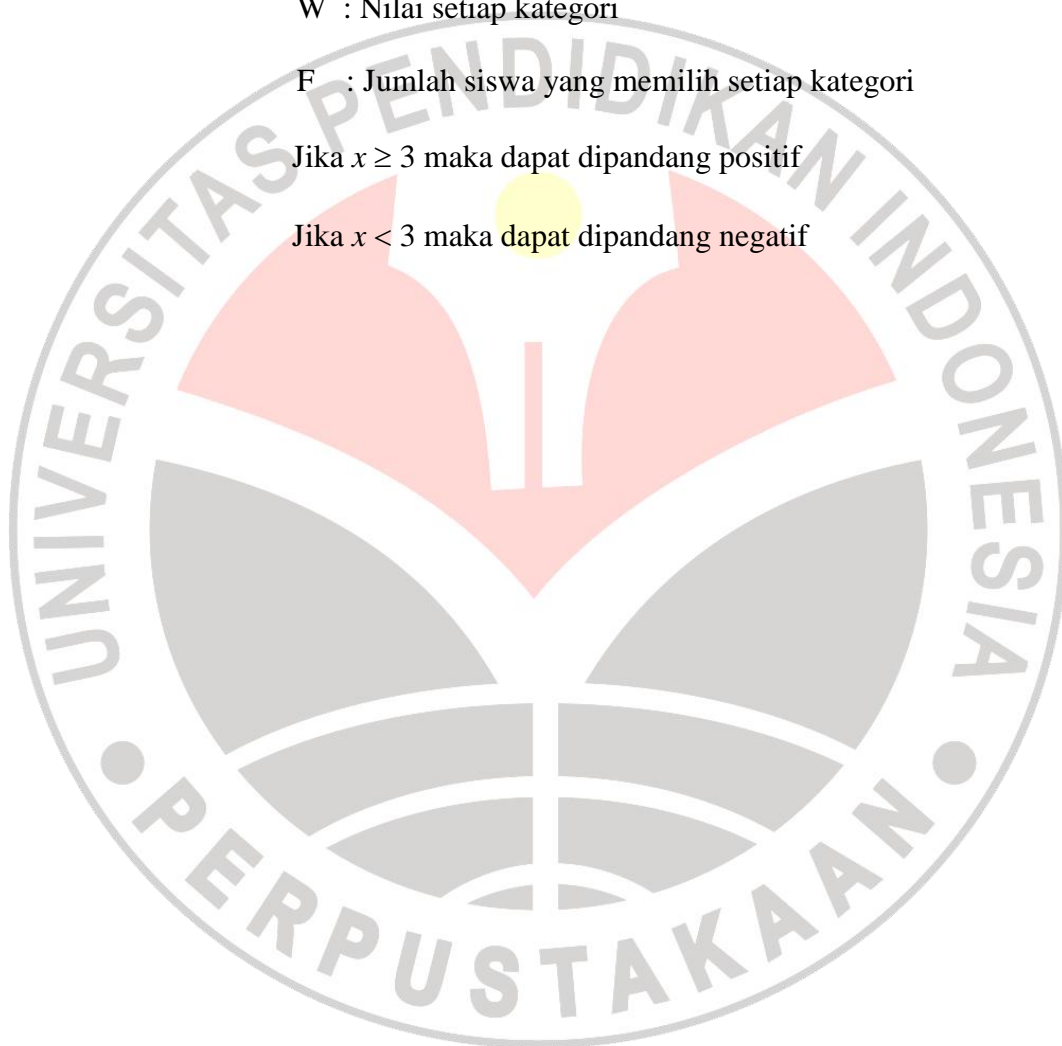 W : Nilai setiap kategori
F : Jumlah siswa yang memilih setiap kategori
Jika x ≥ 3 maka dapat dipandang positif
Jika x < 3 maka dapat dipandang negatif
UNIVERSITAS PENDIDIKAN INDONESIA
PERPUSTAKAAN